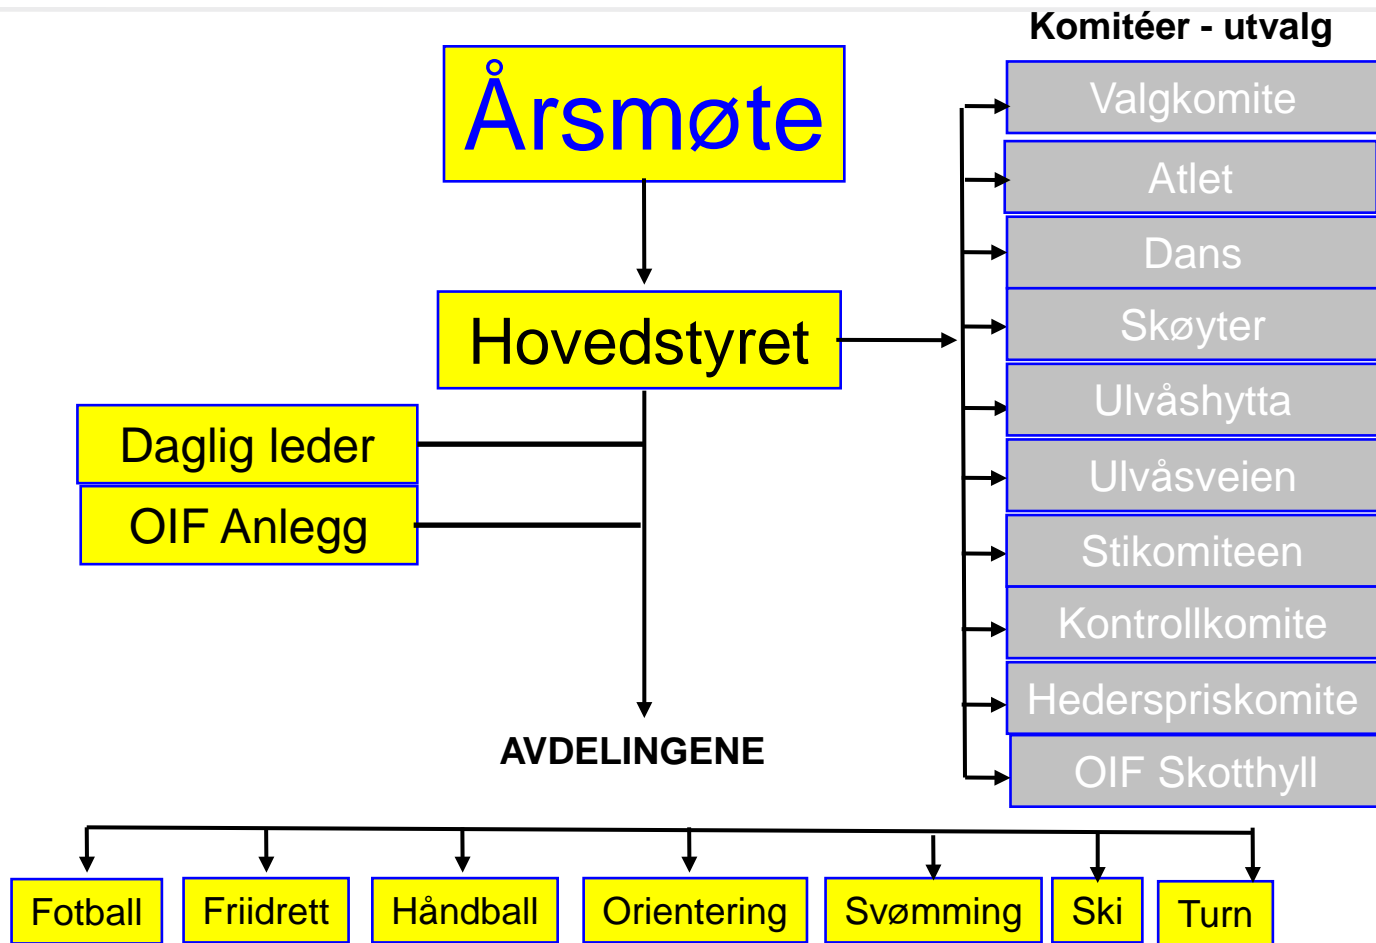 Komitéer - utvalg
Årsmøte
Valgkomite
Atlet
Dans
Hovedstyret
Skøyter
Ulvåshytta
Daglig leder
Ulvåsveien
OIF Anlegg
Stikomiteen
Kontrollkomite
Hederspriskomite
AVDELINGENE
OIF Skotthyll
Fotball
Friidrett
Håndball
Orientering
Svømming
Ski
Turn